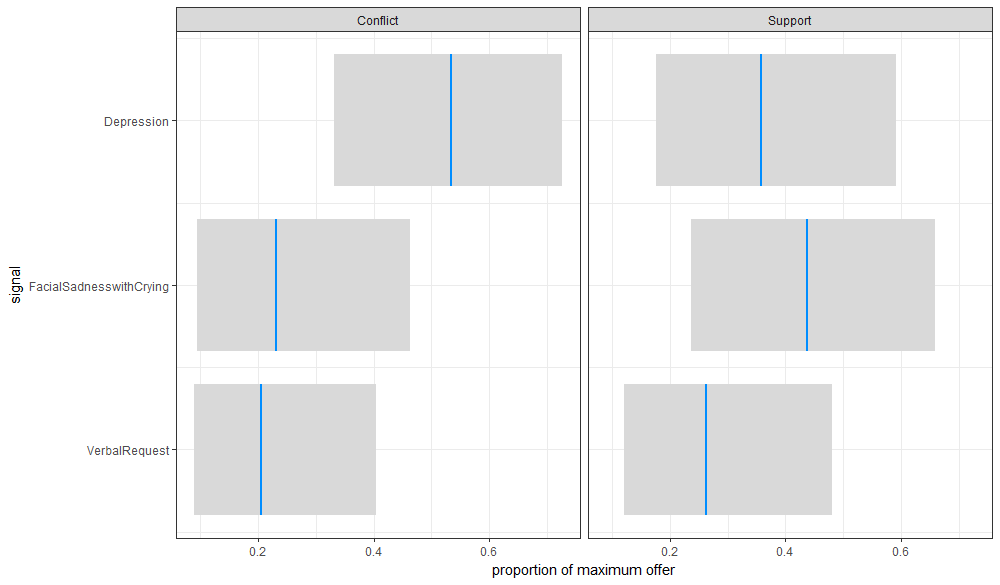 Conflict
Support
signal
Depression
FacialSadnesswithCrying
VerbalRequest
0.2 0.4 0.6
0.2 0.4 0.6
proportion of maximum offer